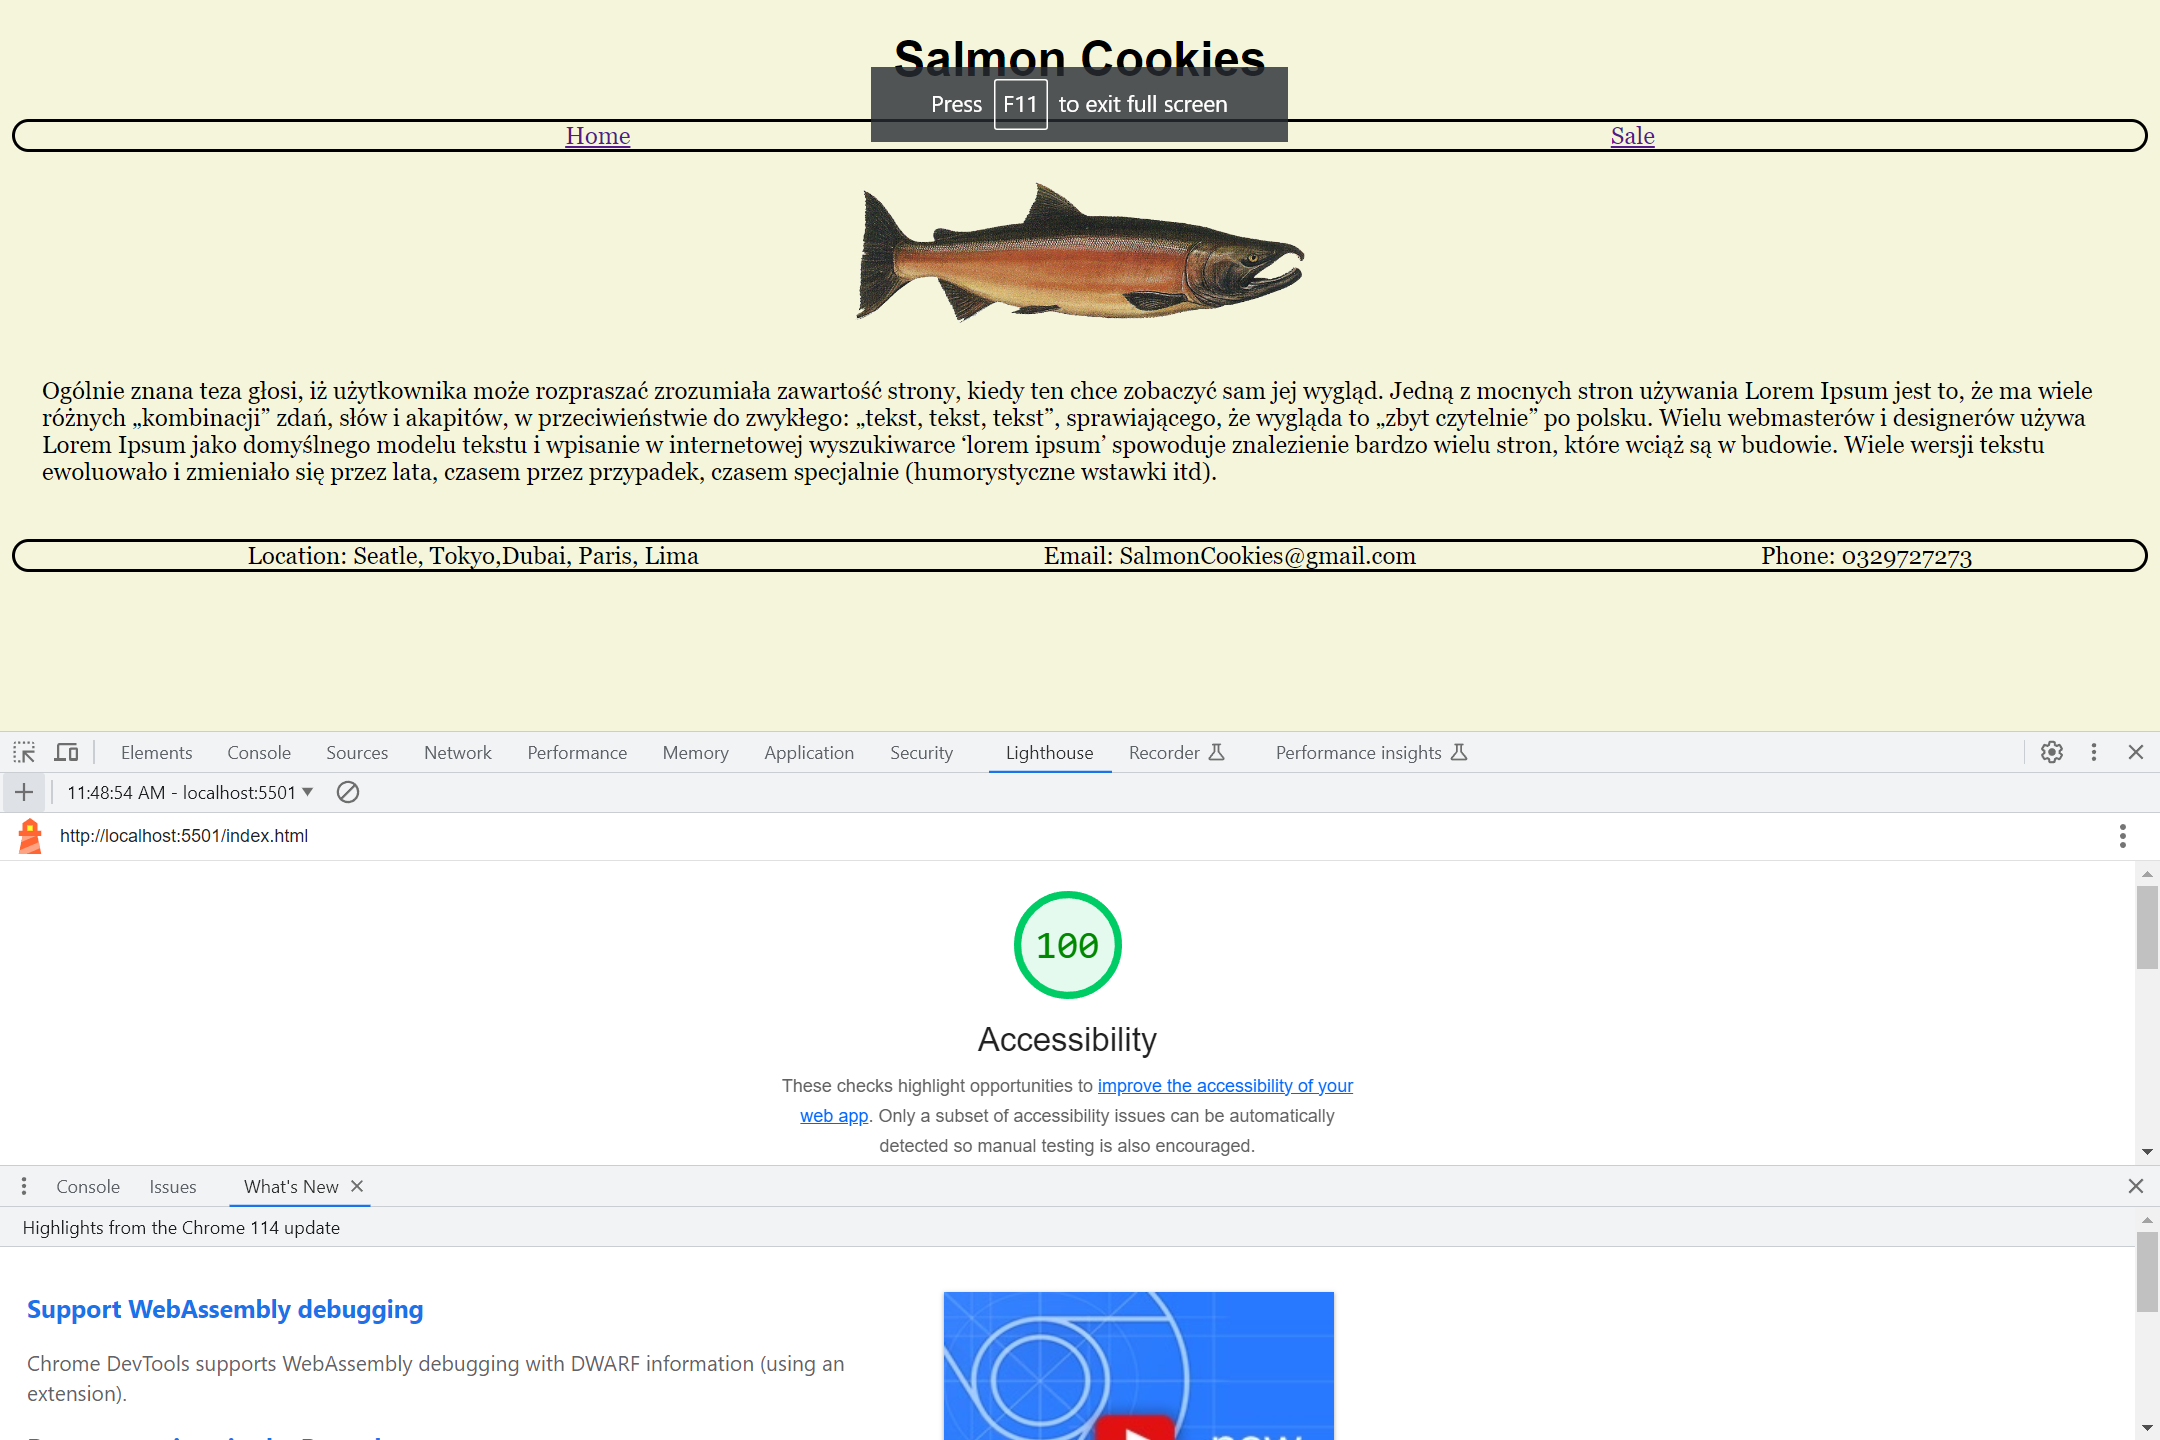 Salmon Cookies
Press F11 to exit full screen
Home Sale
Ogólnie znana teza głosi, iż użytkownika może rozpraszać zrozumiała zawartość strony, kiedy ten chce zobaczyć sam jej wygląd. Jedną z mocnych stron używania Lorem Ipsum jest to, że ma wiele
różnych „kombinacji” zdań, słów i akapitów, w przeciwieństwie do zwykłego: „tekst, tekst, tekst”, sprawiającego, że wygląda to „zbyt czytelnie” po polsku. Wielu webmasterów i designerów używa
Lorem Ipsum jako domyślnego modelu tekstu i wpisanie w internetowej wyszukiwarce ‘lorem ipsum’ spowoduje znalezienie bardzo wielu stron, które wciąż są w budowie. Wiele wersji tekstu
ewoluowało i zmieniało się przez lata, czasem przez przypadek, czasem specjalnie (humorystyczne wstawki itd).
Location: Seatle, Tokyo,Dubai, Paris, Lima Email: SalmonCookies@gmail.com Phone: 0329727273
Elements Console Sources Network Performance Memory Application Security Lighthouse Recorder Performance insights
11:48:54 AM - localhost:5501
http://localhost:5501/index.html
100
Accessibility
These checks highlight opportunities to improve the accessibility of your
web app. Only a subset of accessibility issues can be automatically
detected so manual testing is also encouraged.
Console Issues What's New
Highlights from the Chrome 114 update
Support WebAssembly debugging
Chrome DevTools supports WebAssembly debugging with DWARF information (using an
extension).